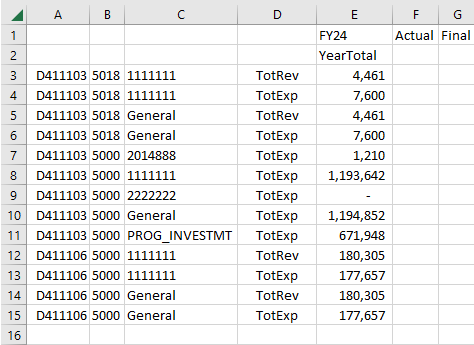 A B C D E F G
1 FY24 Actual Final
2 YearTotal
3 D411103 5018 1111111 TotRev 4,461
4 D411103 5018 1111111 TotExp 7,600
5 D411103 5018 General TotRev 4,461
6 D411103 5018 General TotExp 7,600
7 D411103 5000 2014888 TotExp 1,210
8 D411103 5000 1111111 TotExp 1,193,642
9 D411103 5000 2222222 TotExp -
10 D411103 5000 General TotExp 1,194,852
11 D411103 5000 PROG_INVESTMT TotExp 671,948
12 D411106 5000 1111111 TotRev 180,305
13 D411106 5000 1111111 TotExp 177,657
14 D411106 5000 General TotRev 180,305
15 D411106 5000 General TotExp 177,657
16